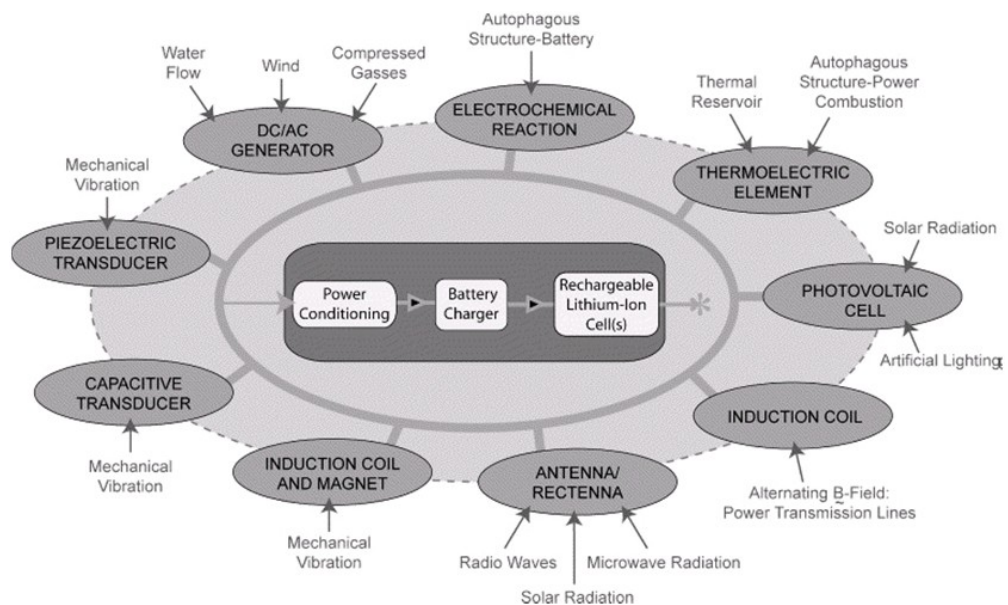 Autophagous
Structure-Battery
Water
Flow
Wind
Compressed
Gasses
Thermal
Reservoir
Autophagous
Structure-Power
Combustion
ELECTROCHEMICAL
REACTION
DC/AC
GENERATOR
Mechanical
Vibration
THERMOELECTRIC
ELEMENT
PIEZOELECTRIC
TRANSDUCER
Solar Radiation
Power
Conditioning
Battery
Charger
Rechargeable
Lithium-Ion
Cell(s)
*
PHOTOVOLTAIC
CELL
Artificial Lighting
CAPACITIVE
TRANSDUCER
INDUCTION COIL
Mechanical
Vibration
INDUCTION COIL
AND MAGNET
ANTENNA/
RECTENNA
Alternating B-Field:
Power Transmission Lines
Mechanical
Vibration
Radio Waves
Microwave Radiation
Solar Radiation